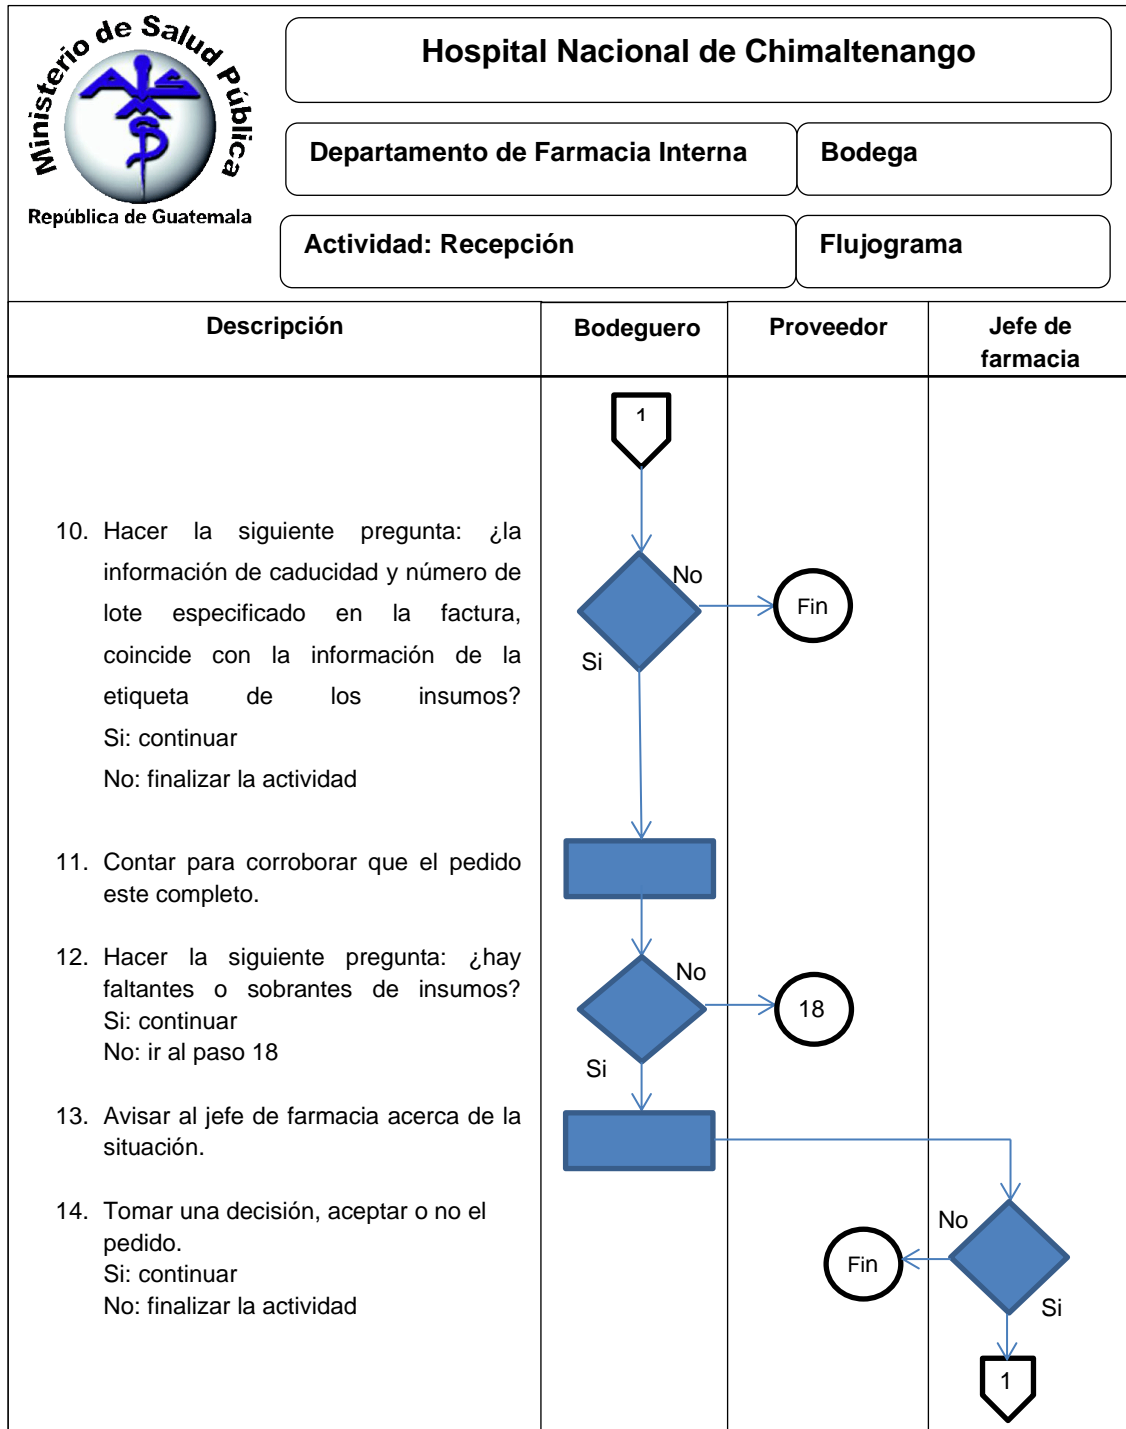 Ministerio de Salud Pública
República de Guatemala
Hospital Nacional de Chimaltenango
Departamento de Farmacia Interna
Bodega
Actividad: Recepción
Flujograma
Descripción
Bodeguero
Proveedor
Jefe de
farmacia
1
10. Hacer la siguiente pregunta: ¿la
información de caducidad y número de
lote especificado en la factura,
coincide con la información de la
etiqueta de los insumos?
Si: continuar
No: finalizar la actividad
No
Fin
Si
11. Contar para corroborar que el pedido
este completo.
12. Hacer la siguiente pregunta: ¿hay
faltantes o sobrantes de insumos?
Si: continuar
No: ir al paso 18
No
18
Si
13. Avisar al jefe de farmacia acerca de la
situación.
14. Tomar una decisión, aceptar o no el
pedido.
Si: continuar
No: finalizar la actividad
No
Fin
Si
1